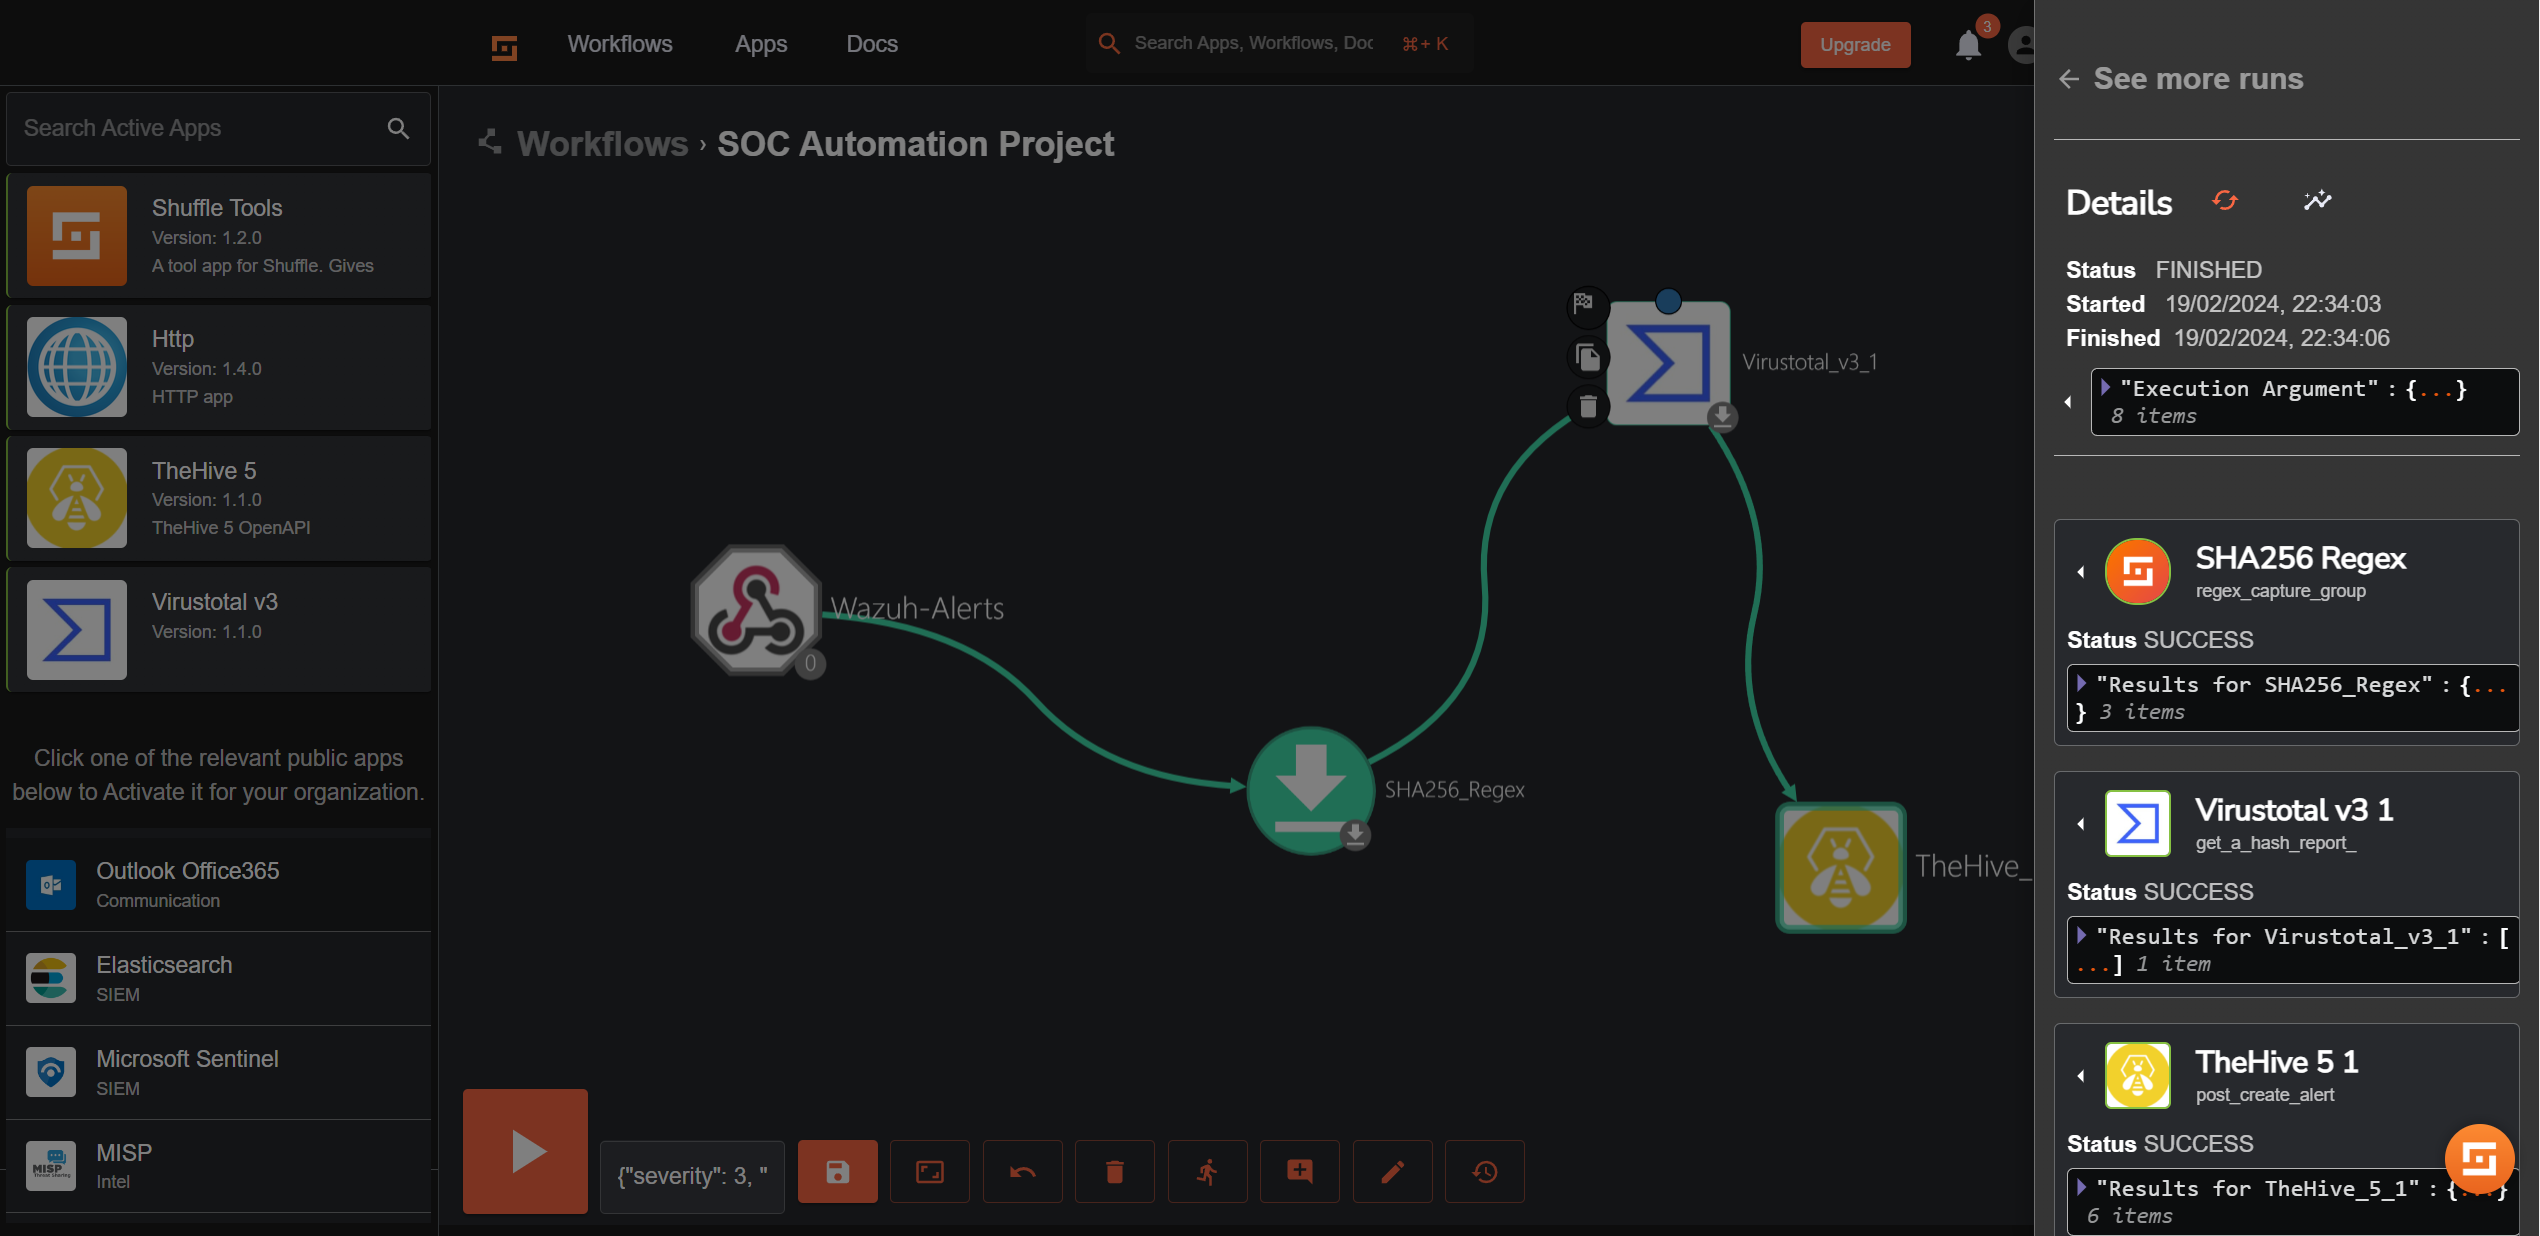 Workflows
Apps
Docs
Search Apps, Workflows, Doc
⌘+ K
Upgrade
3
Search Active Apps
Shuffle Tools
Version: 1.2.0
A tool app for Shuffle. Gives
Http
Version: 1.4.0
HTTP app
TheHive 5
Version: 1.1.0
TheHive 5 OpenAPI
Virustotal v3
Version: 1.1.0
Click one of the relevant public apps
below to Activate it for your organization.
Outlook Office365
Communication
Elasticsearch
SIEM
Microsoft Sentinel
SIEM
MISP
MISP
Threat Sharing
Intel
Workflows › SOC Automation Project
Virustotal_v3_1
Wazuh-Alerts
0
SHA256_Regex
TheHive_
{"severity": 3, "
See more runs
Details
Status FINISHED
Started 19/02/2024, 22:34:03
Finished 19/02/2024, 22:34:06
"Execution Argument" : {...}
8 items
SHA256 Regex
regex_capture_group
Status SUCCESS
"Results for SHA256_Regex" : {...
} 3 items
Virustotal v3 1
get_a_hash_report_
Status SUCCESS
"Results for Virustotal_v3_1" : [
...] 1 item
TheHive 5 1
post_create_alert
Status SUCCESS
"Results for TheHive_5_1" : {...}
6 items